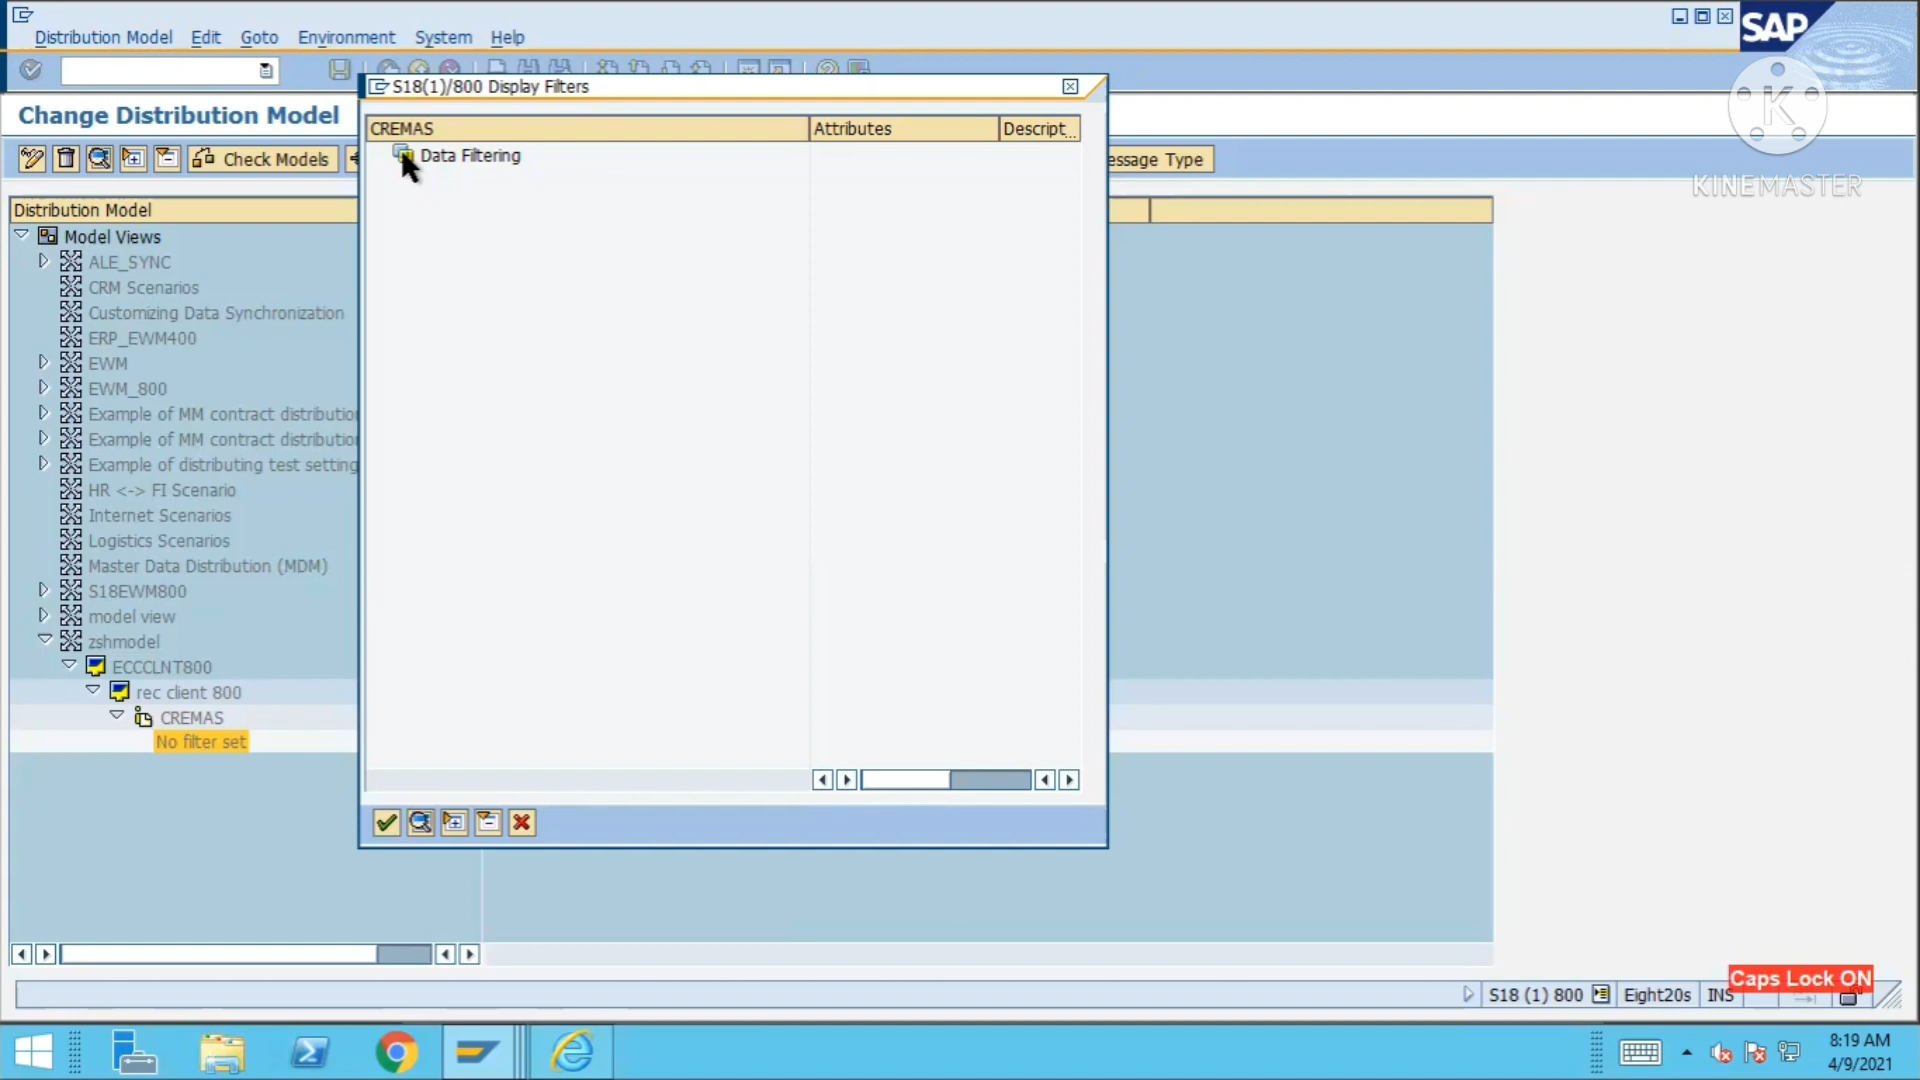 Distribution Model Edit Goto Environment System Help
SAP
S18(1)/800 Display Filters
Change Distribution Model
CREMAS Attributes Descript...
Data Filtering
Check Models
essage Type
KINEMASTER
Distribution Model
Model Views
ALE_SYNC
CRM Scenarios
Customizing Data Synchronization
ERP_EWM400
EWM
EWM_800
Example of MM contract distributio
Example of MM contract distributio
Example of distributing test setting
HR <-> FI Scenario
Internet Scenarios
Logistics Scenarios
Master Data Distribution (MDM)
S18EWM800
model view
zshmodel
ECCCLNT800
rec client 800
CREMAS
No filter set
Caps Lock ON
S18 (1) 800 Eight20s INS
8:19 AM
4/9/2021